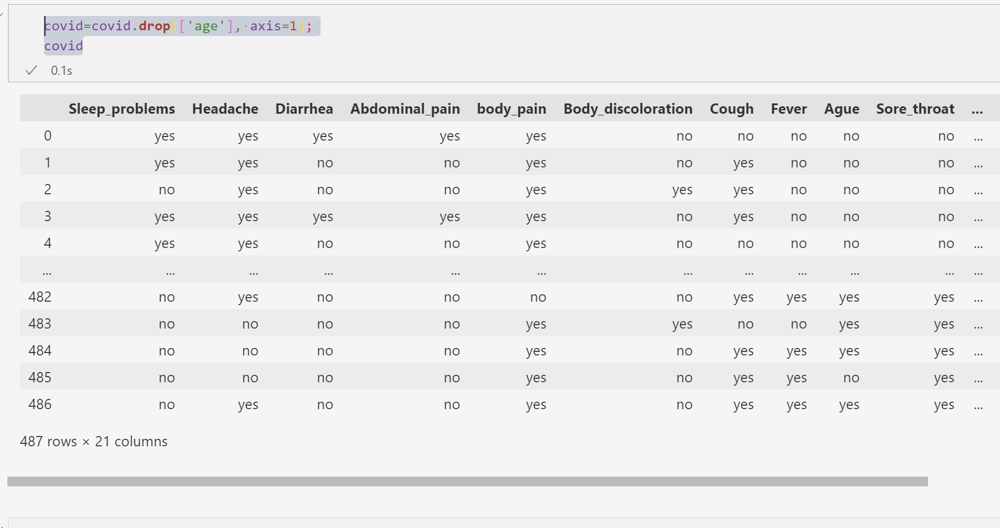 covid=covid.drop(['age'], axis=1);
covid
0.1s
Sleep_problems Headache Diarrhea Abdominal_pain body_pain Body_discoloration Cough Fever Ague Sore_throat ...
0 yes yes yes yes yes no no no no no ...
1 yes yes no no yes no yes no no no ...
2 no yes no no yes yes yes no no no ...
3 yes yes yes yes yes no yes no no no ...
4 yes yes no no yes no no no no no ...
... ... ... ... ... ... ... ... ... ... ... ...
482 no yes no no no no yes yes yes yes ...
483 no no no no yes yes no no yes yes ...
484 no no no no yes no yes yes yes yes ...
485 no no no no yes no yes yes no yes ...
486 no yes no no yes no yes yes yes yes ...
487 rows × 21 columns